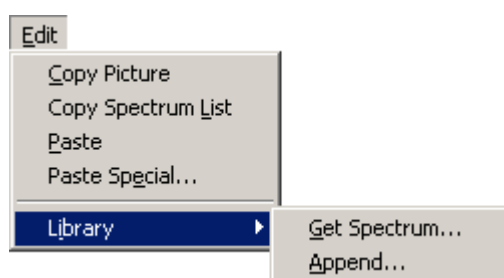 Edit
Copy Picture
Copy Spectrum List
Paste
Paste Special...
Library
Get Spectrum...
Append...